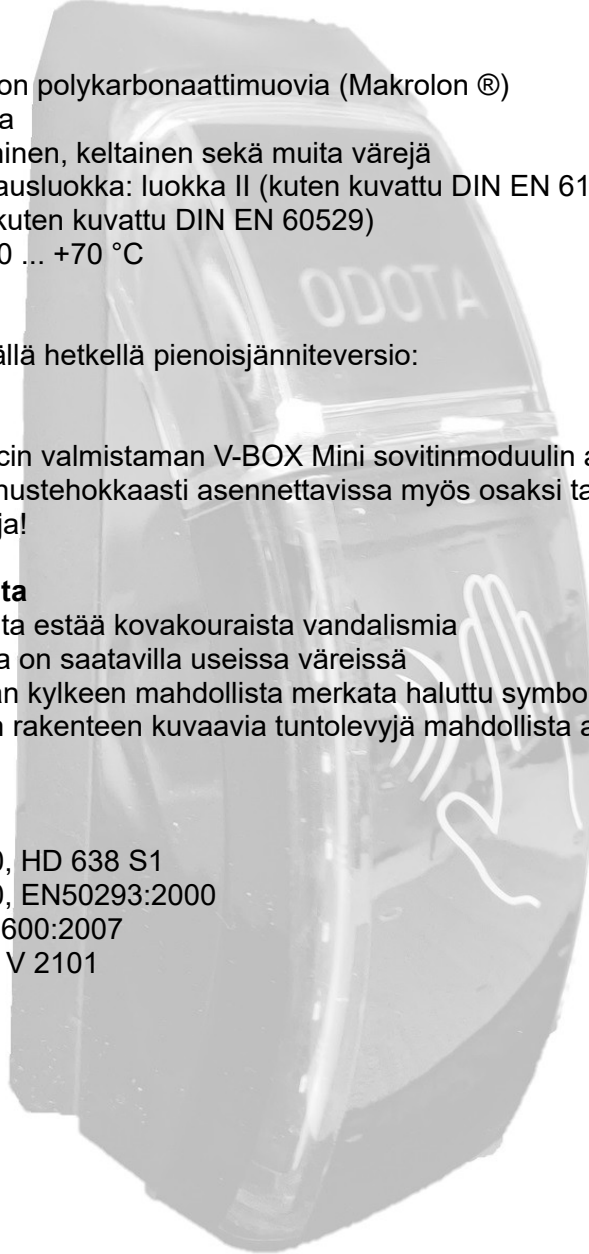 on polykarbonaattimuovia (Makrolon ®)
a
ninen, keltainen sekä muita värejä
ausluokka: luokka II (kuten kuvattu DIN EN 61
kuten kuvattu DIN EN 60529)
0 ... +70 °C
ODOTA
ällä hetkellä pienoisjänniteversio:
cin valmistaman V-BOX Mini sovitinmoduulin a
nustehokkaasti asennettavissa myös osaksi ta
ja!
ta
ta estää kovakouraista vandalismia
a on saatavilla useissa väreissä
an kylkeen mahdollista merkata haluttu symbo
n rakenteen kuvaavia tuntolevyjä mahdollista a
0, HD 638 S1
0, EN50293:2000
600:2007
V 2101